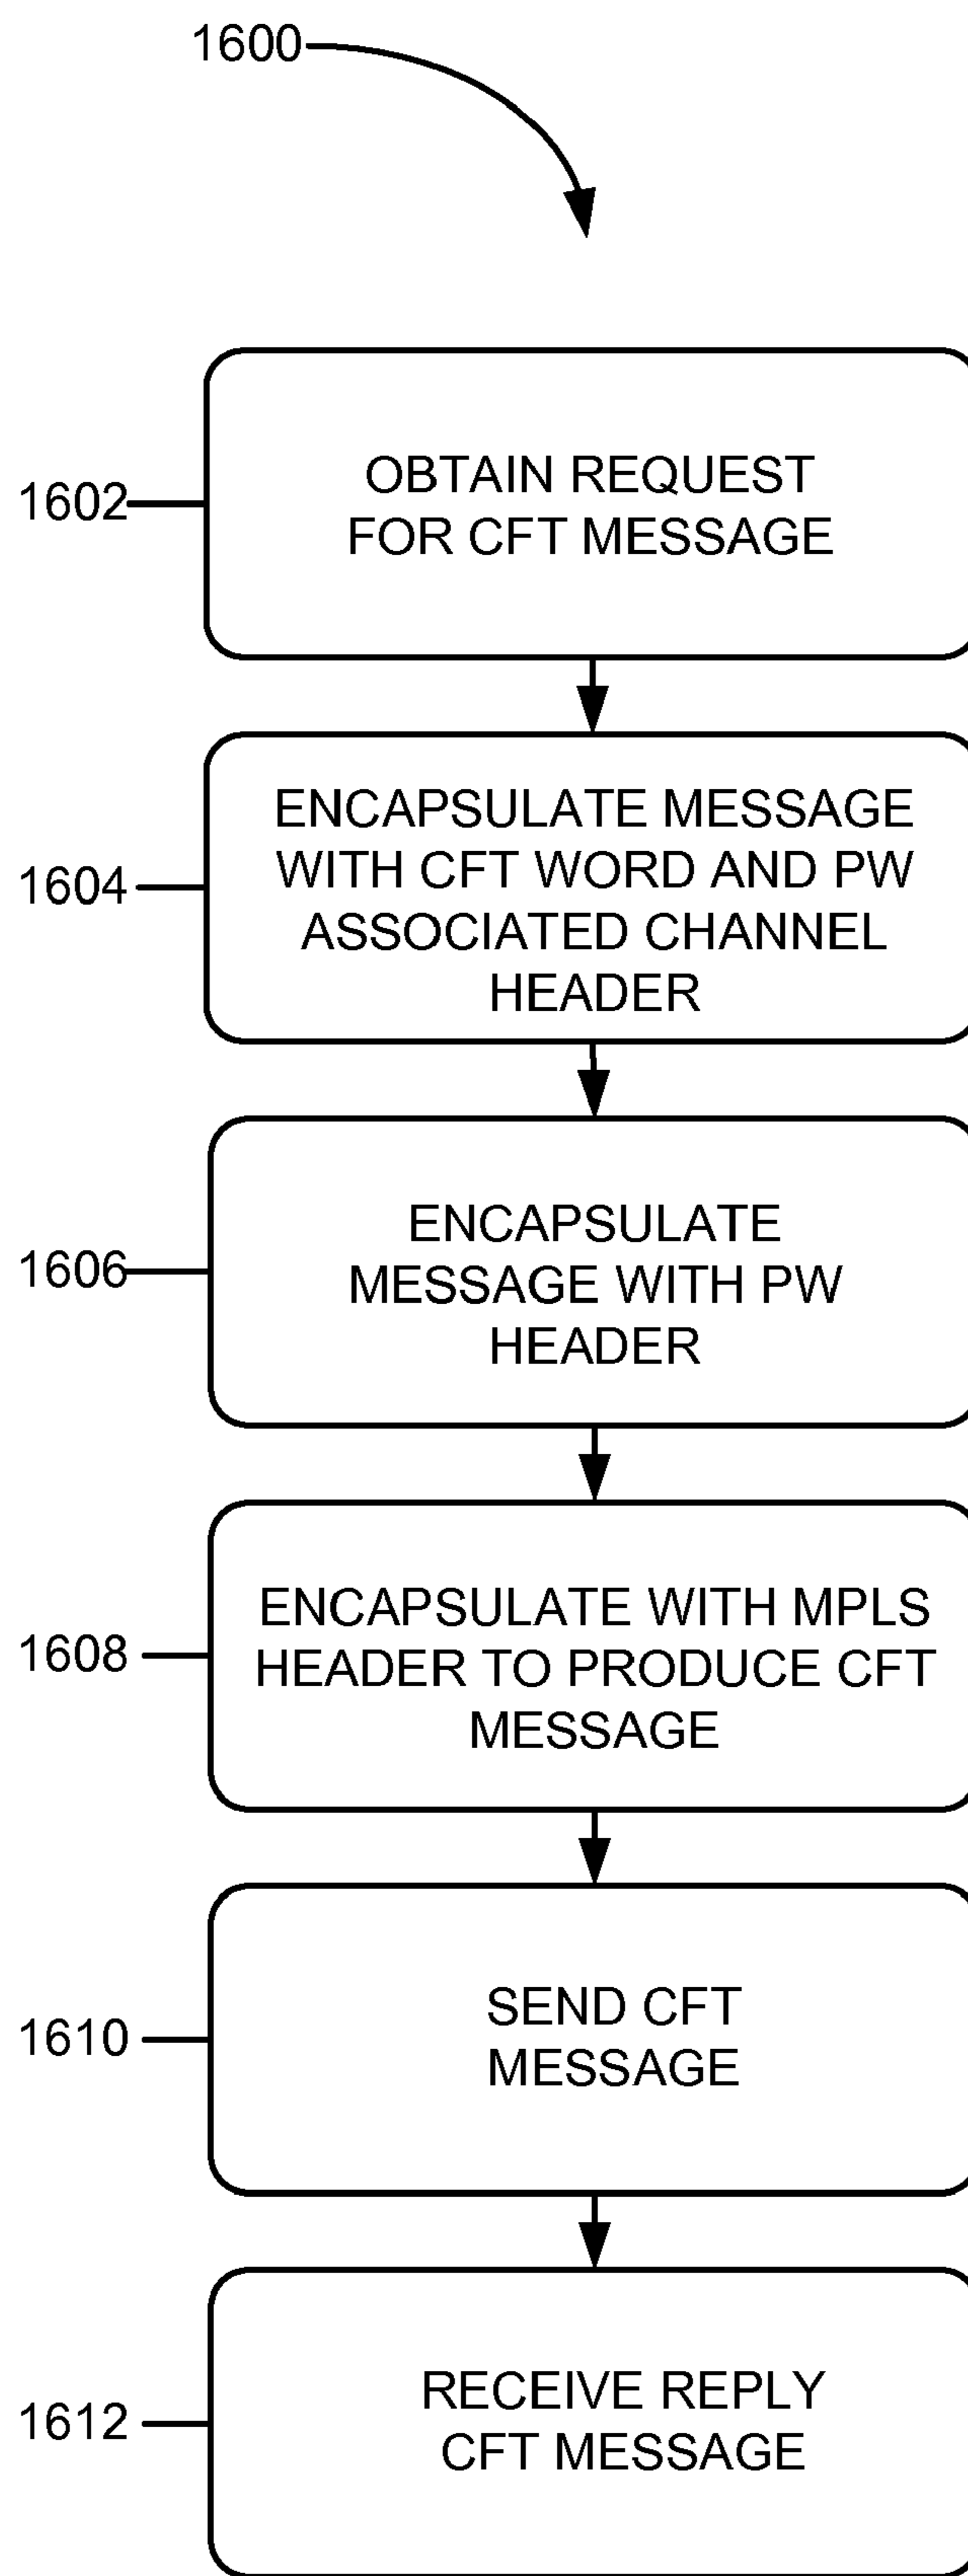 1600
1602
OBTAIN REQUEST
FOR CFT MESSAGE
1604
ENCAPSULATE MESSAGE
WITH CFT WORD AND PW
ASSOCIATED CHANNEL
HEADER
1606
ENCAPSULATE
MESSAGE WITH PW
HEADER
1608
ENCAPSULATE WITH MPLS
HEADER TO PRODUCE CFT
MESSAGE
1610
SEND CFT
MESSAGE
1612
RECEIVE REPLY
CFT MESSAGE